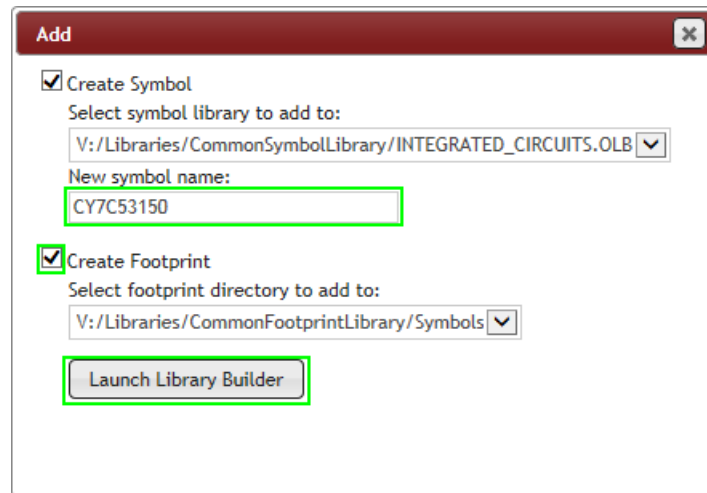 Add
Create Symbol
Select symbol library to add to:
V:/Libraries/CommonSymbolLibrary/INTEGRATED_CIRCUITS.OLB
New symbol name:
CY7C53150
Create Footprint
Select footprint directory to add to:
V:/Libraries/CommonFootprintLibrary/Symbols
Launch Library Builder